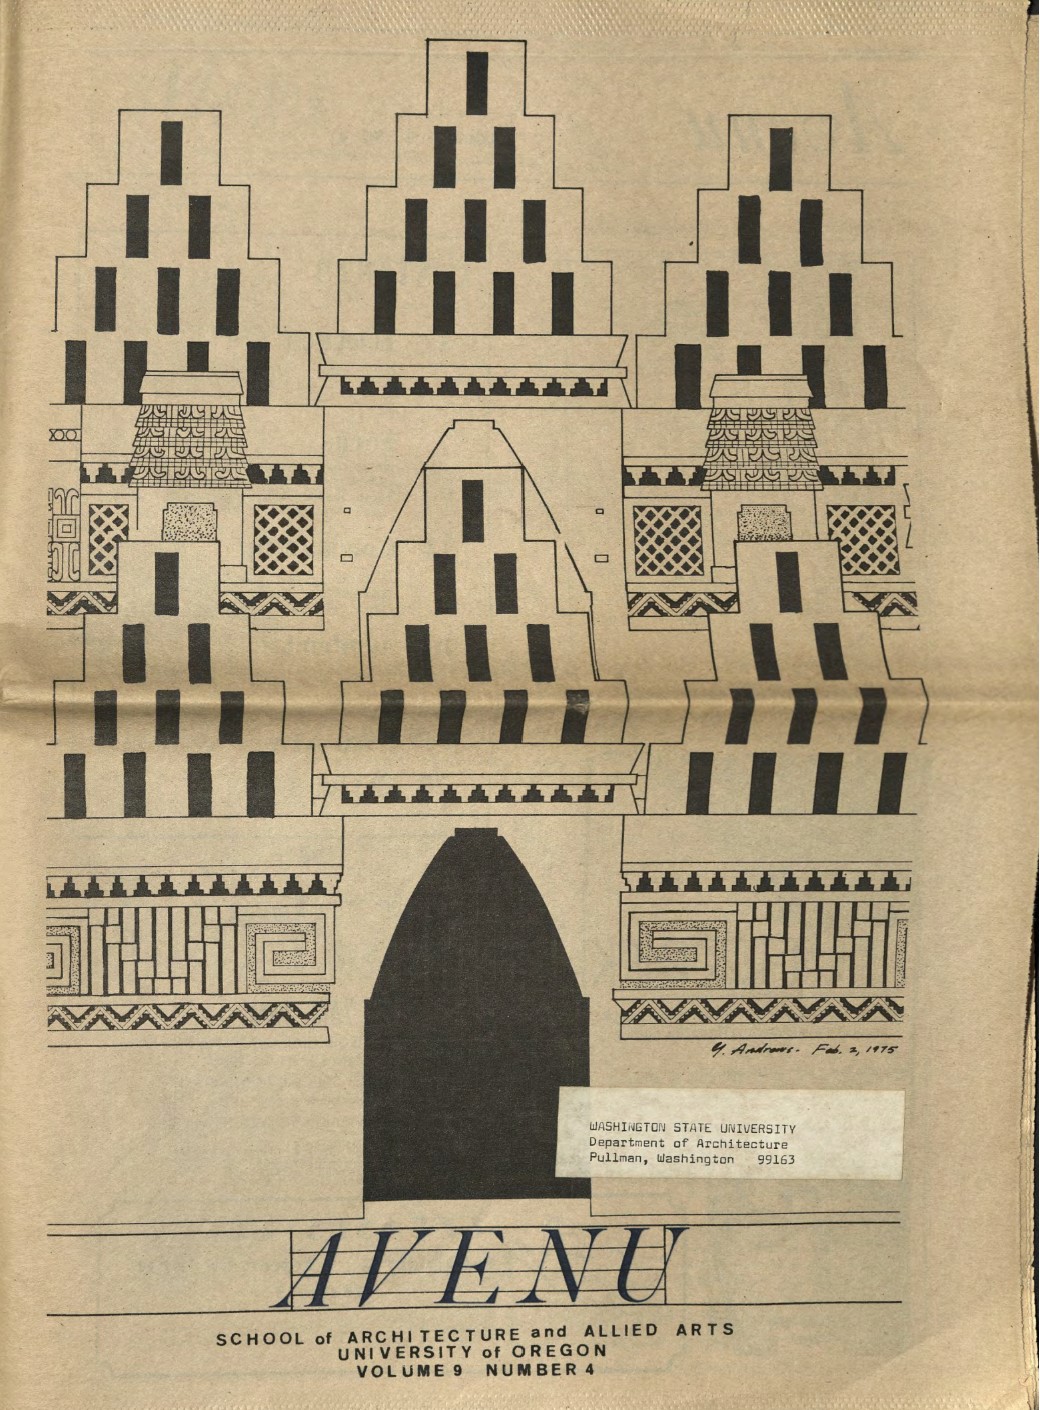 Y. Andrews. Feb. 2, 1975
WASHINGTON STATE UNIVERSITY
Department of Architecture
Pullman, Washington 99163
AVENU
SCHOOL of ARCHITECTURE and ALLIED ARTS
UNIVERSITY of OREGON
VOLUME 9 NUMBER 4